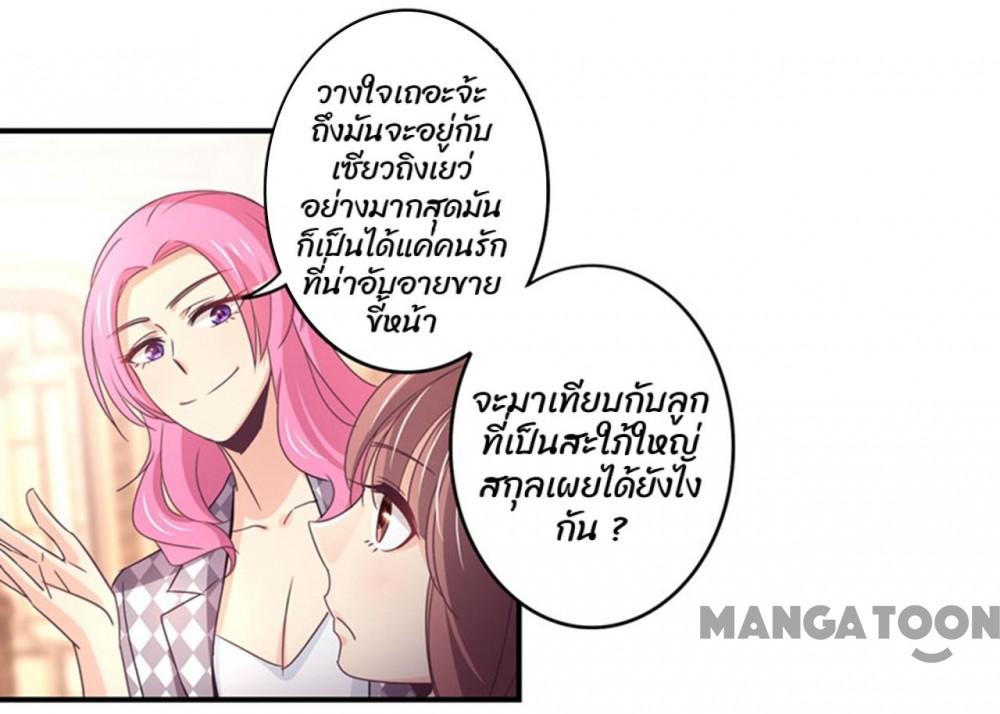 วางใจเถอะจ้ะ
ถึงมันจะอยู่กับ
เซียวถิงเยว่
อย่างมากสุดมัน
ก็เป็นได้แค่คนรัก
ที่น่าอับอายขาย
ขี้หน้า
จะมาเทียบกับลูก
ที่เป็นสะใภ้ใหญ่
สกุลเผยได้ยังไง
กัน ?
MANGATOON